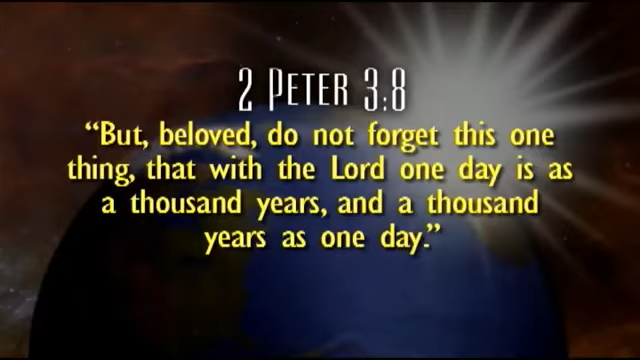 2 PETER 3:8
“But, beloved, do not forget this one
thing, that with the Lord one day is as
a thousand years, and a thousand
years as one day.”